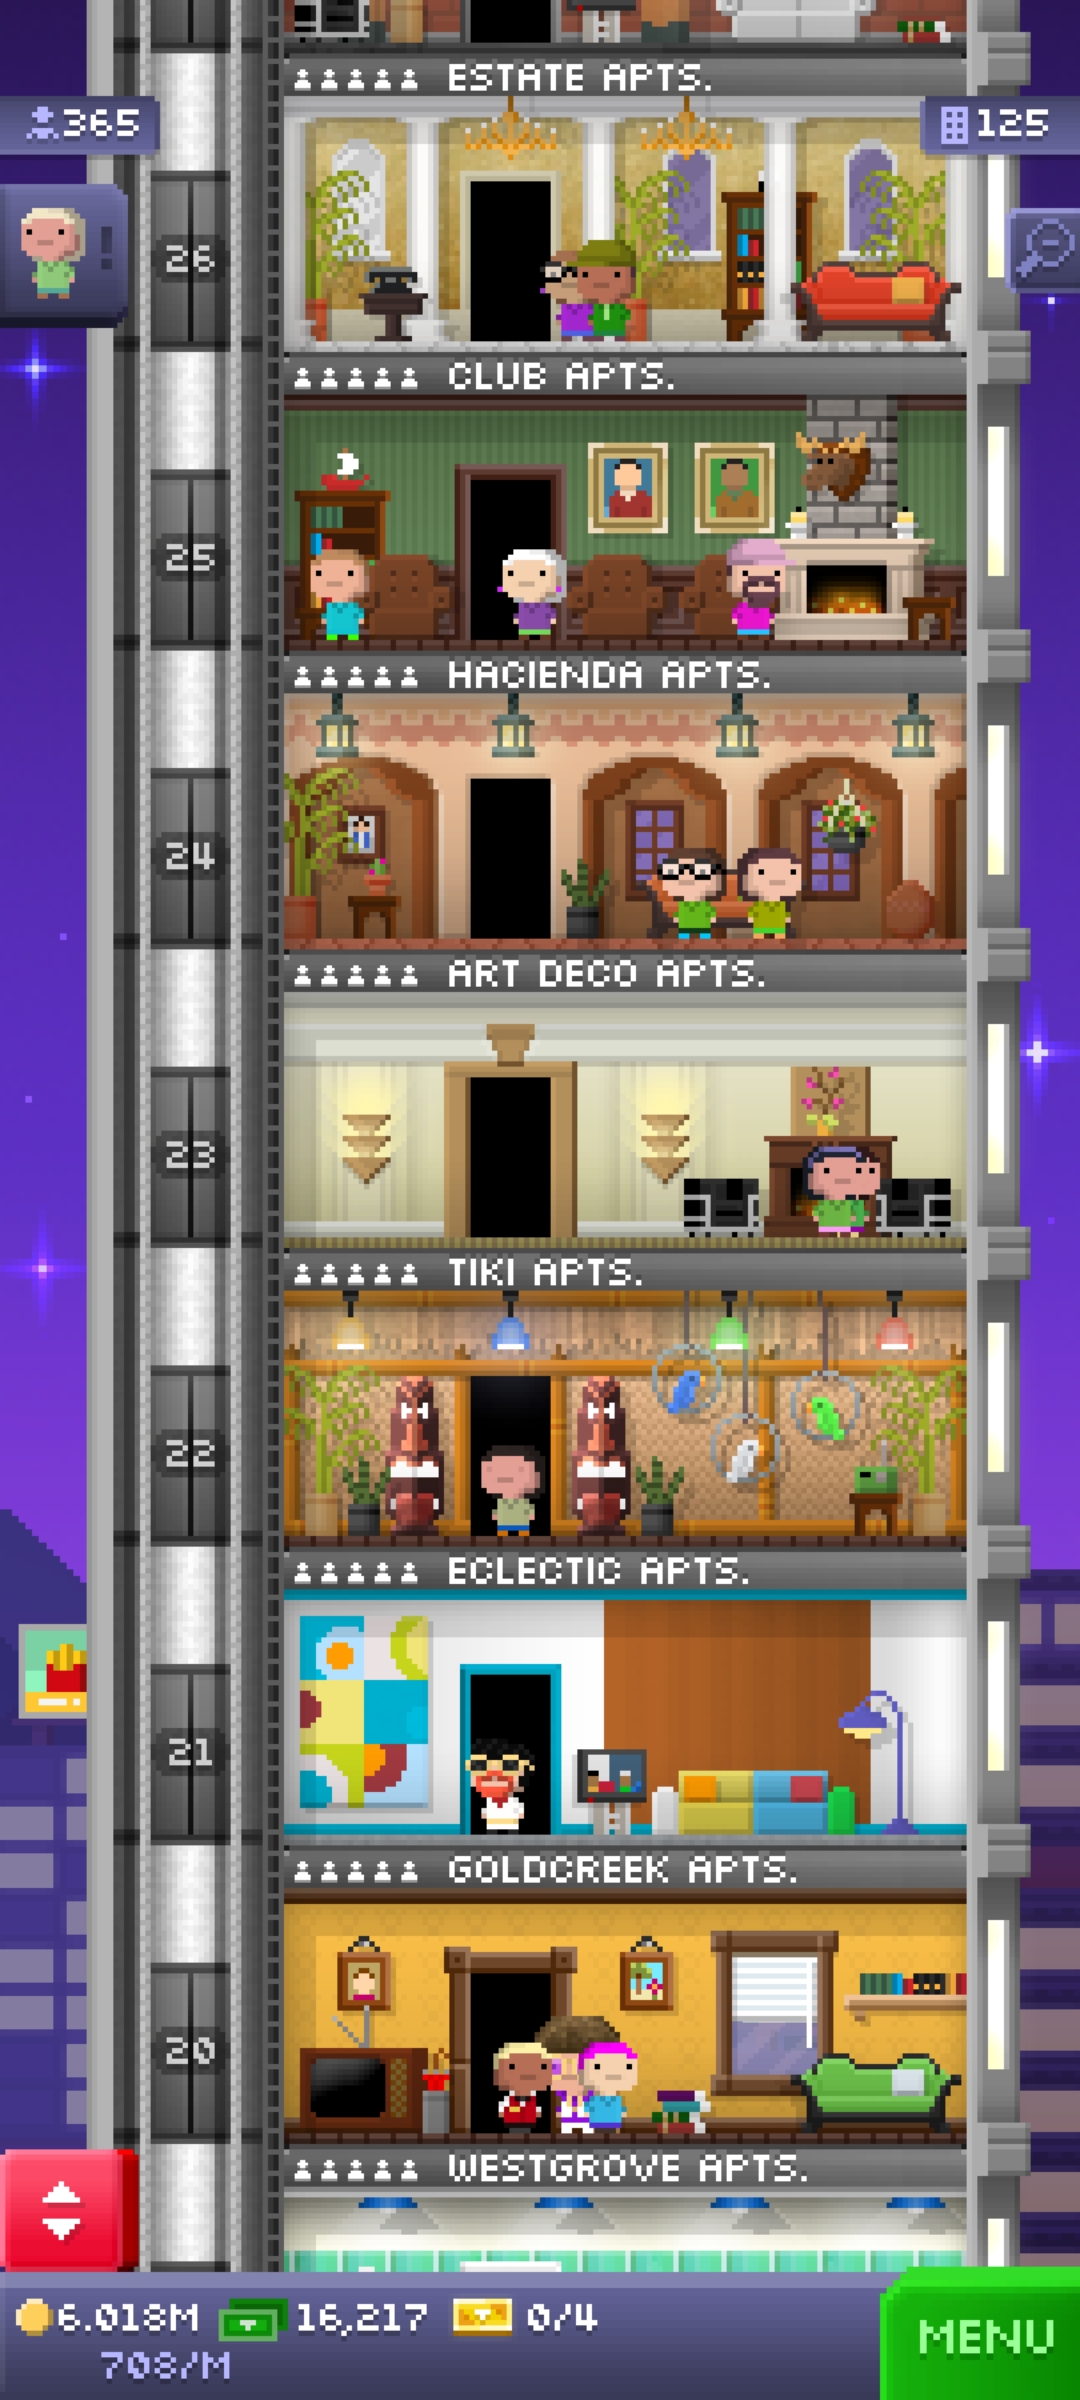 ESTATE APTS.
365
125
26
!
CLUB APTS.
25
HACIENDA APTS.
24
ART DECO APTS.
23
TIKI APTS.
22
ECLECTIC APTS.
21
GOLDCREEK APTS.
20
WESTGROVE APTS.
6.018M 16,217 0/4
708/M
MENU